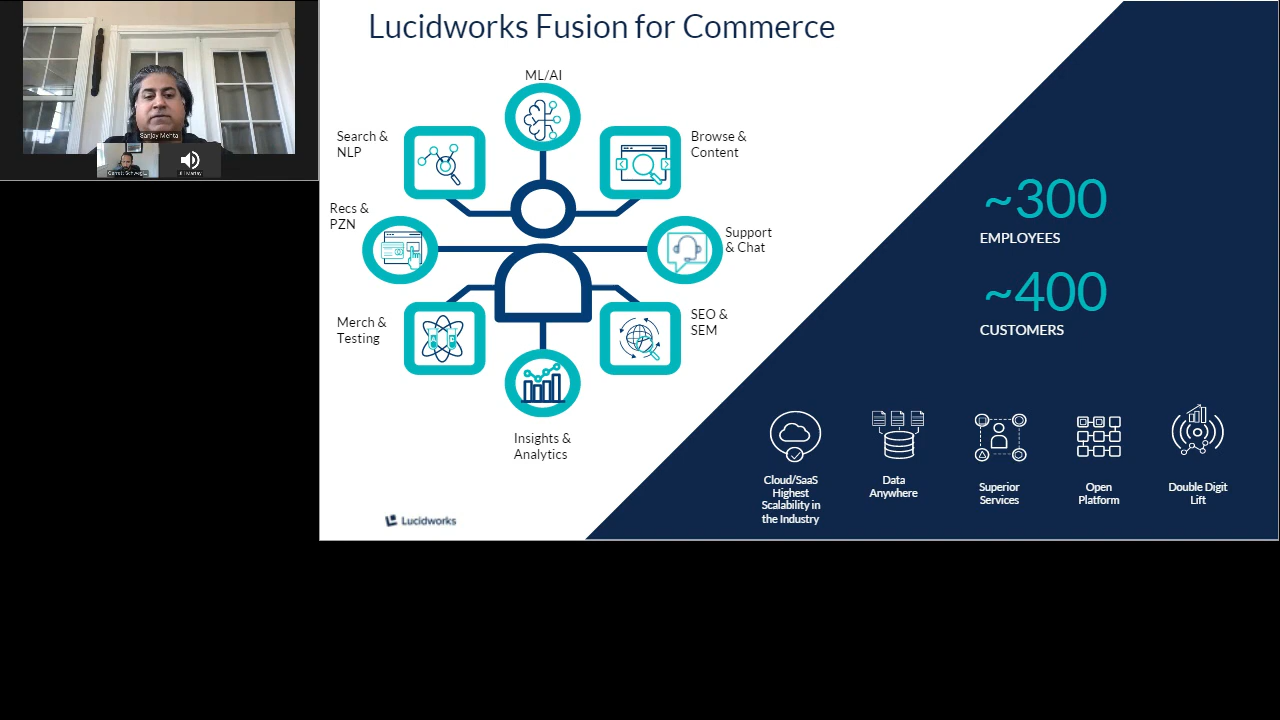 Lucidworks Fusion for Commerce
Sanjay Mehta
ML/AI
Search &
NLP
Browse &
Content
Recs &
PZN
Support
& Chat
Merch &
Testing
SEO &
SEM
Insights &
Analytics
~300
EMPLOYEES
~400
CUSTOMERS
Cloud/SaaS
Highest
Scalability in
the Industry
Data
Anywhere
Superior
Services
Open
Platform
Double Digit
Lift
Lucidworks